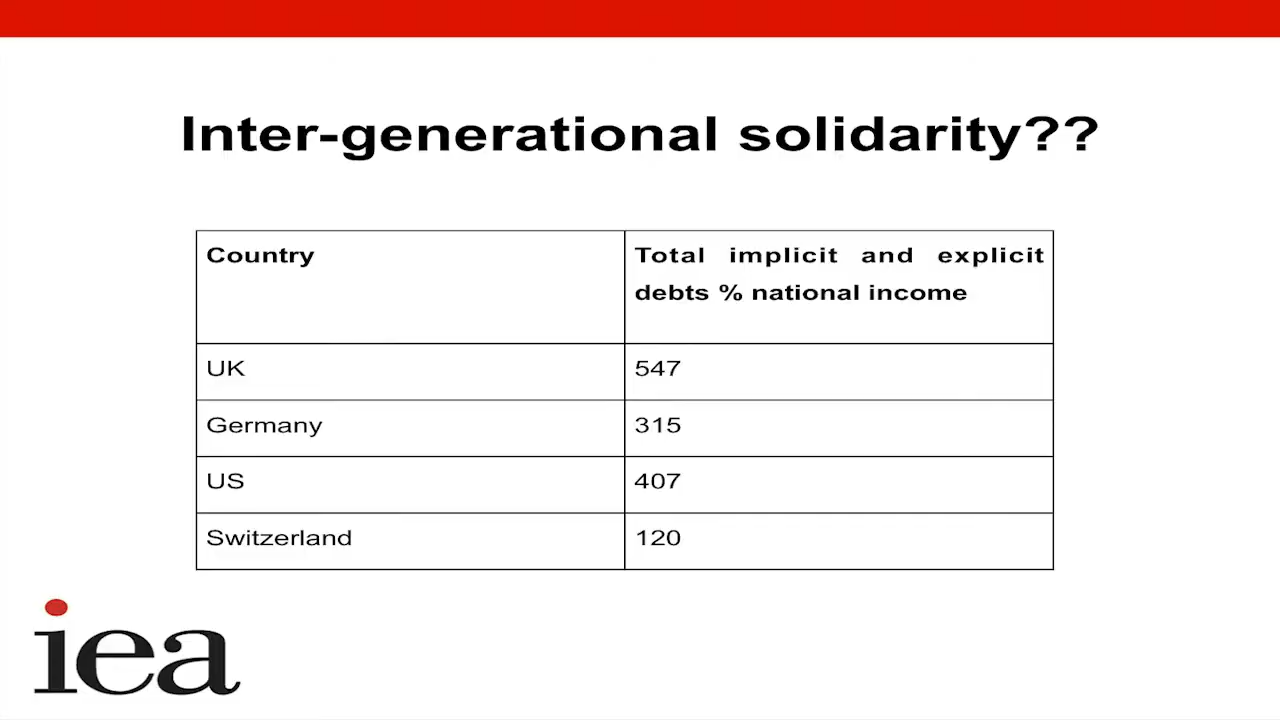 Inter-generational solidarity??
Country
Total implicit and explicit
debts % national income
UK
547
Germany
315
US
407
Switzerland
120
iea